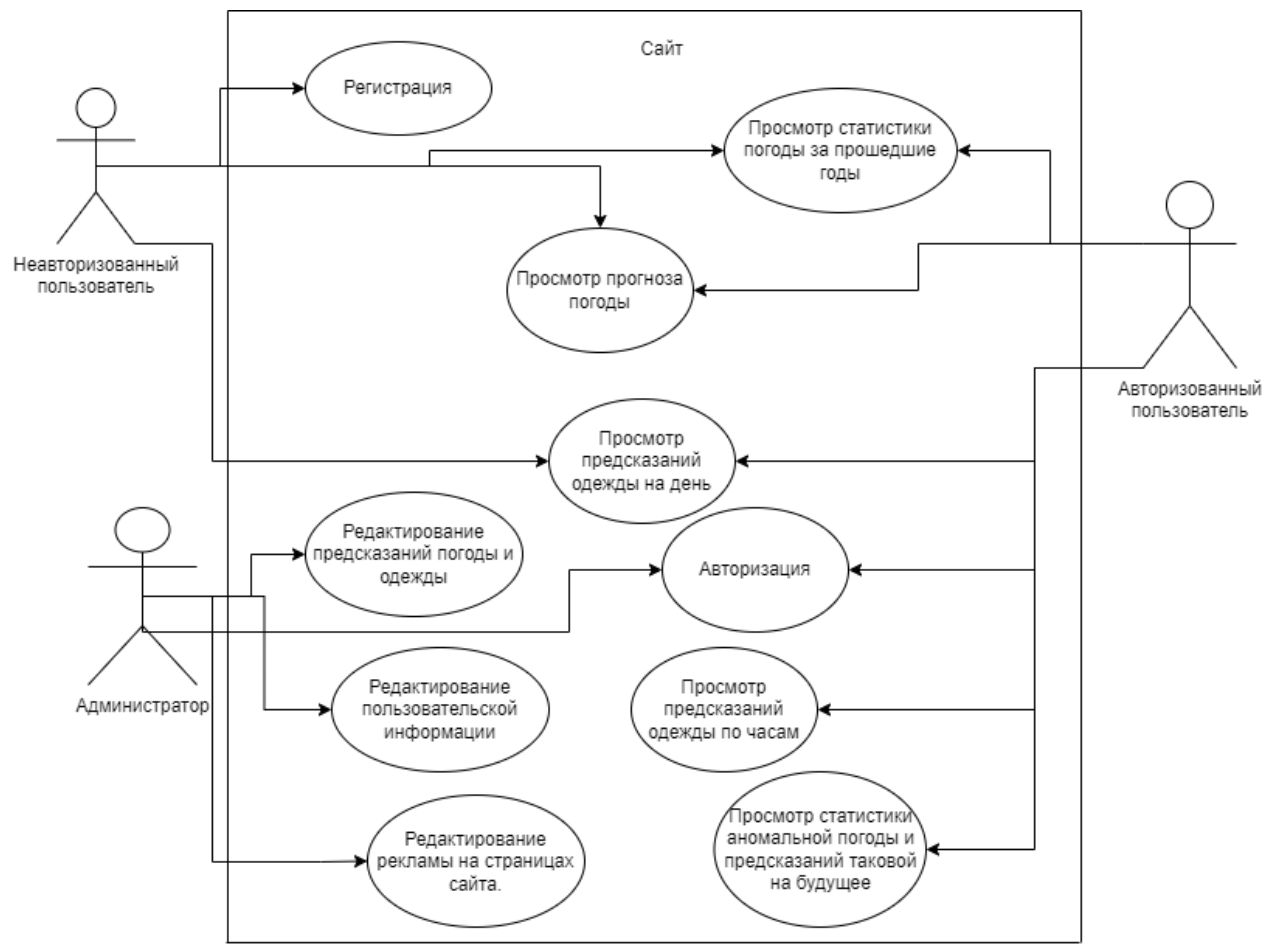 Сайт
Регистрация
Просмотр статистики
погоды за прошедшие
годы
Неавторизованный
пользователь
Просмотр прогноза
погоды
Авторизованный
пользователь
Просмотр
предсказаний
одежды на день
Редактирование
предсказаний погоды и
одежды
Авторизация
Администратор
Редактирование
пользовательской
информации
Просмотр
предсказаний
одежды по часам
Редактирование
рекламы на страницах
сайта.
Просмотр статистики
аномальной погоды и
предсказаний таковой
на будущее